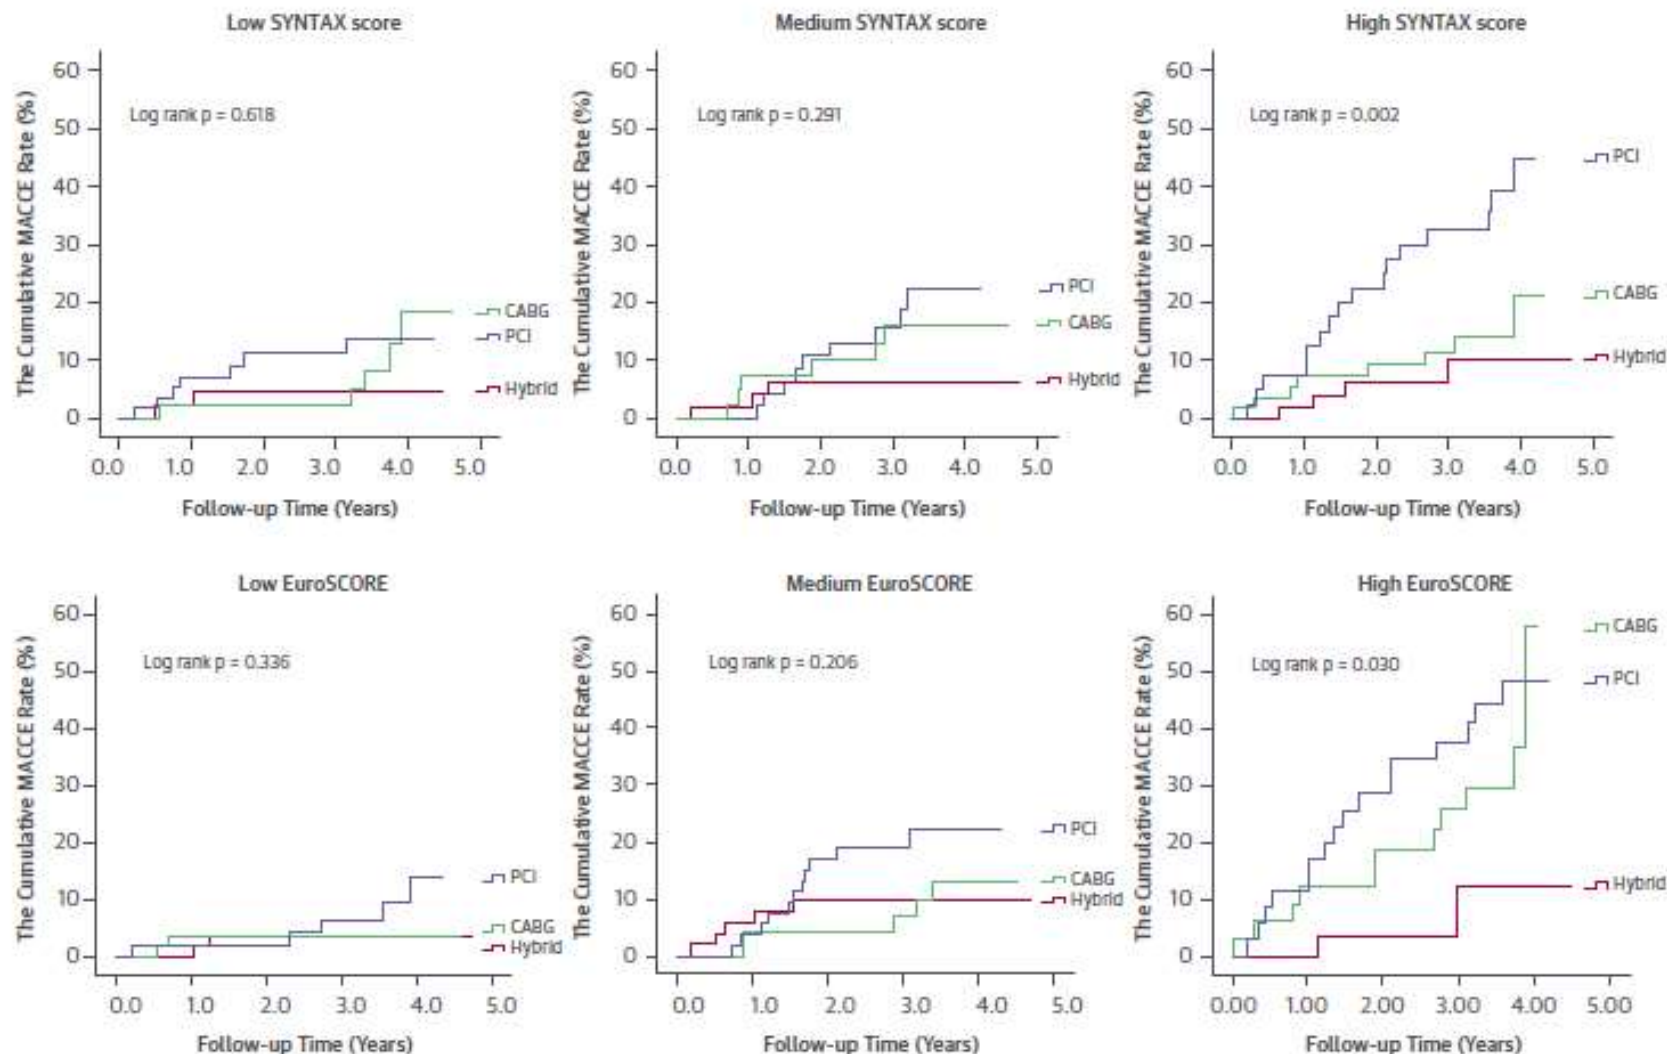 Low SYNTAX score
The Cumulative MACCE Rate (%)
60
50
40
30
20
10
0
Log rank p = 0.618
CABG
PCI
Hybrid
0.0 1.0 2.0 3.0 4.0 5.0
Follow-up Time (Years)
Medium SYNTAX score
The Cumulative MACCE Rate (%)
60
50
40
30
20
10
0
Log rank p = 0.291
PCI
CABG
Hybrid
0.0 1.0 2.0 3.0 4.0 5.0
Follow-up Time (Years)
High SYNTAX score
The Cumulative MACCE Rate (%)
60
50
40
30
20
10
0
Log rank p = 0.002
PCI
CABG
Hybrid
0.0 1.0 2.0 3.0 4.0 5.0
Follow-up Time (Years)
Low EuroSCORE
The Cumulative MACCE Rate (%)
60
50
40
30
20
10
0
Log rank p = 0.336
PCI
CABG
Hybrid
0.0 1.0 2.0 3.0 4.0 5.0
Follow-up Time (Years)
Medium EuroSCORE
The Cumulative MACCE Rate (%)
60
50
40
30
20
10
0
Log rank p = 0.206
PCI
CABG
Hybrid
0.0 1.0 2.0 3.0 4.0 5.0
Follow-up Time (Years)
High EuroSCORE
The Cumulative MACCE Rate (%)
60
50
40
30
20
10
0
Log rank p = 0.030
CABG
PCI
Hybrid
0.0 1.00 2.00 3.00 4.00 5.00
Follow-up Time (Years)